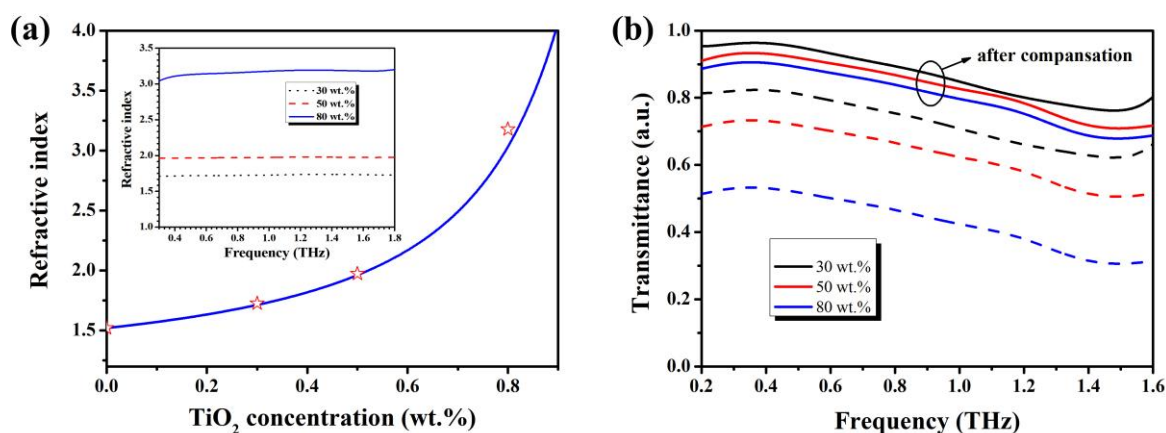 (a)
4.0
3.5
3.0
2.5
2.0
1.5
Refractive index
0.0
0.2
0.4
0.6
0.8
TiO2 concentration (wt.%)
3.5
3.0
2.5
2.0
1.5
1.0
Refractive index
30 wt.%
50 wt.%
80 wt.%
0.4
0.6
0.8
1.0
1.2
1.4
1.6
1.8
Frequency (THz)
(b)
1.0
0.8
0.6
0.4
0.2
0.0
Transmittance (a.u.)
after compansation
30 wt.%
50 wt.%
80 wt.%
0.2
0.4
0.6
0.8
1.0
1.2
1.4
1.6
Frequency (THz)